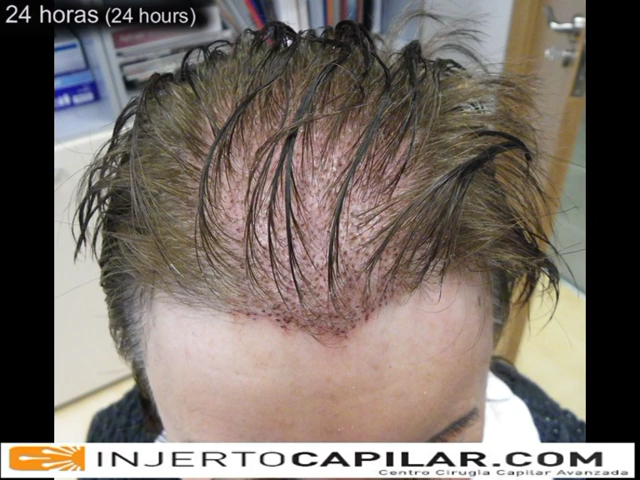 24 horas (24 hours)
INJERTOCAPILAR.COM
Centro Cirugía Capilar Avanzada